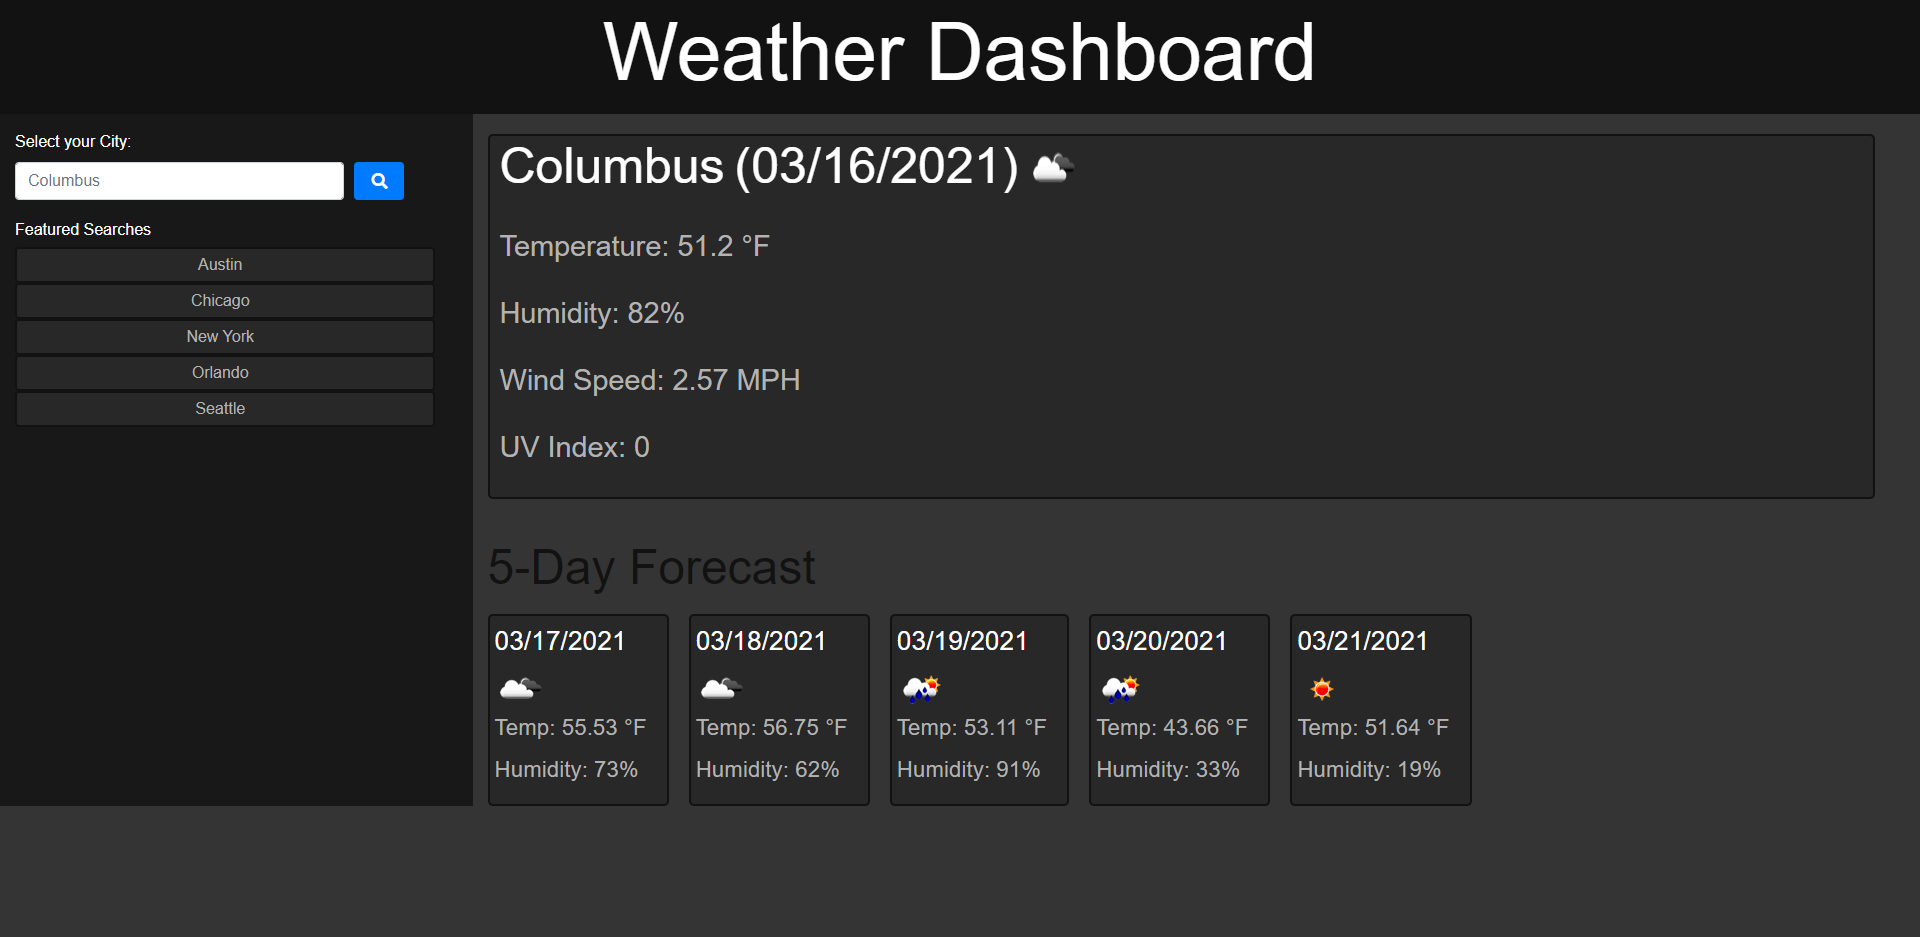 Weather Dashboard
Select your City:
Columbus
Featured Searches
Austin
Chicago
New York
Orlando
Seattle
Columbus (03/16/2021)
Temperature: 51.2 °F
Humidity: 82%
Wind Speed: 2.57 MPH
UV Index: 0
5-Day Forecast
03/17/2021
Temp: 55.53 °F
Humidity: 73%
03/18/2021
Temp: 56.75 °F
Humidity: 62%
03/19/2021
Temp: 53.11 °F
Humidity: 91%
03/20/2021
Temp: 43.66 °F
Humidity: 33%
03/21/2021
Temp: 51.64 °F
Humidity: 19%